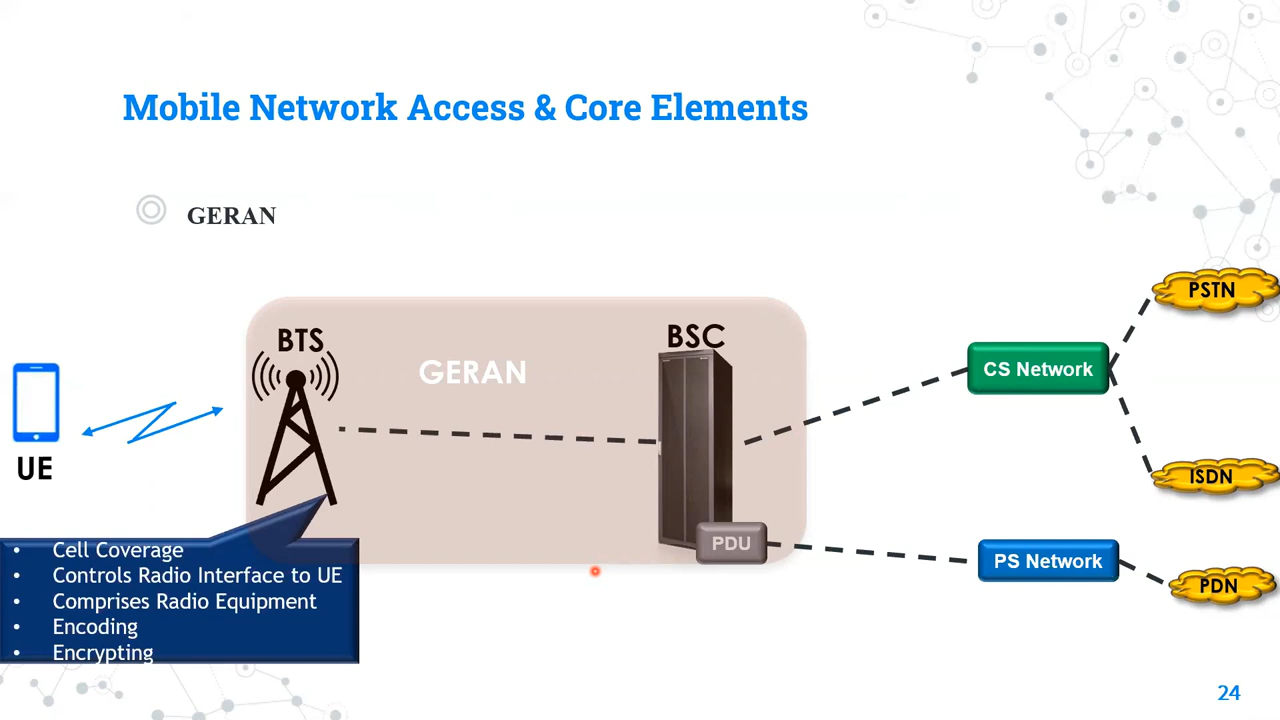 Mobile Network Access & Core Elements
GERAN
PSTN
BTS
BSC
GERAN
CS Network
UE
ISDN
PDU
PS Network
PDN
• Cell Coverage
• Controls Radio Interface to UE
• Comprises Radio Equipment
• Encoding
• Encrypting
24